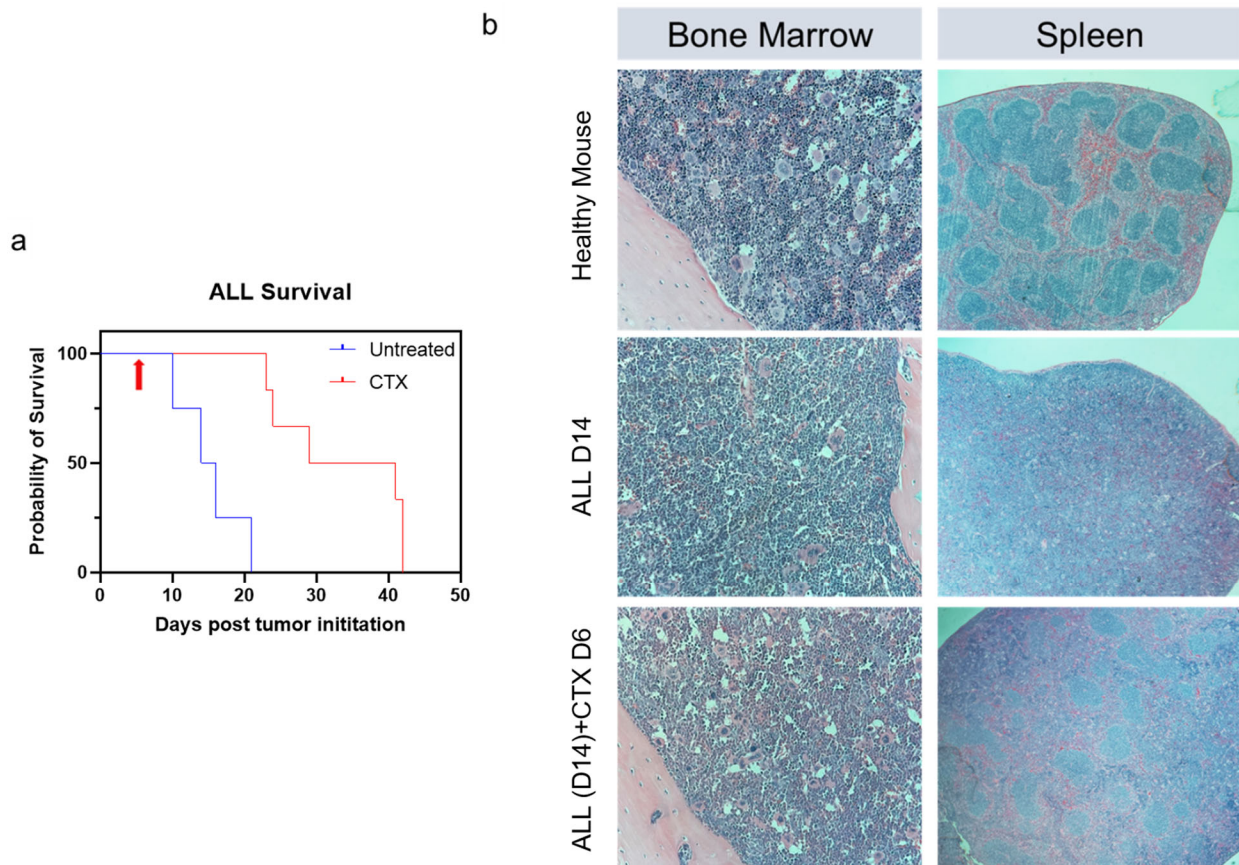 a
ALL Survival
Probability of Survival
100
50
0
0 10 20 30 40 50
Untreated
CTX
Days post tumor inititation
b
Bone Marrow
Spleen
Healthy Mouse
ALL D14
ALL (D14)+CTX D6